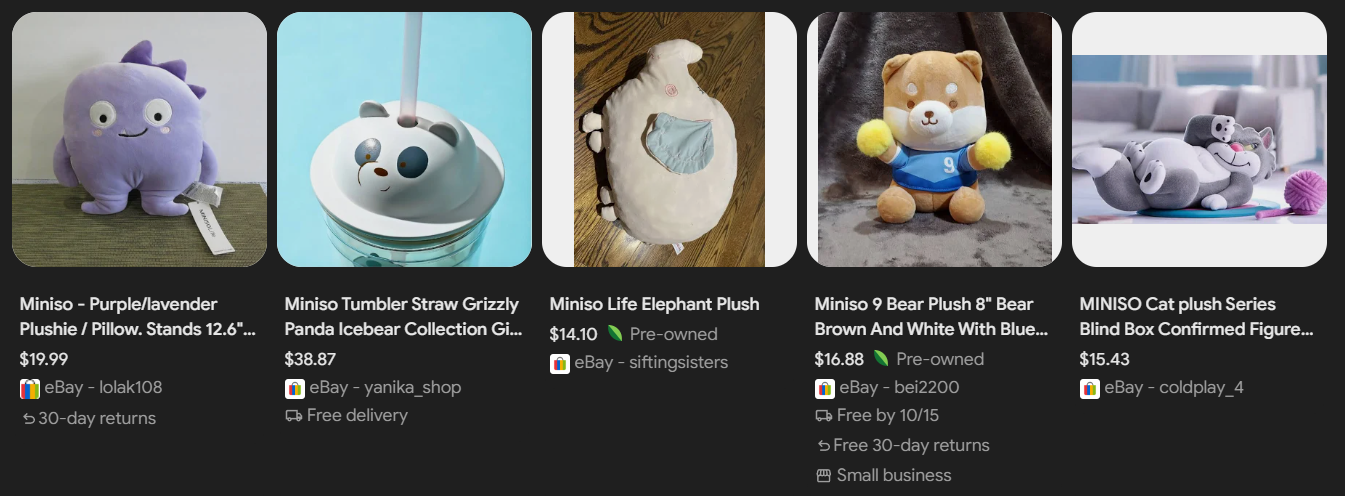 Miniso - Purple/lavender
Plushie / Pillow. Stands 12.6"...
$19.99
eBay - lolak108
30-day returns
Miniso Tumbler Straw Grizzly
Panda Icebear Collection Gi...
$38.87
eBay - yanika_shop
Free delivery
Miniso Life Elephant Plush
$14.10 Pre-owned
eBay - siftingsisters
9
Miniso 9 Bear Plush 8" Bear
Brown And White With Blue...
$16.88 Pre-owned
eBay - bei2200
Free by 10/15
Free 30-day returns
Small business
MINISO Cat plush Series
Blind Box Confirmed Figure...
$15.43
eBay - coldplay_4